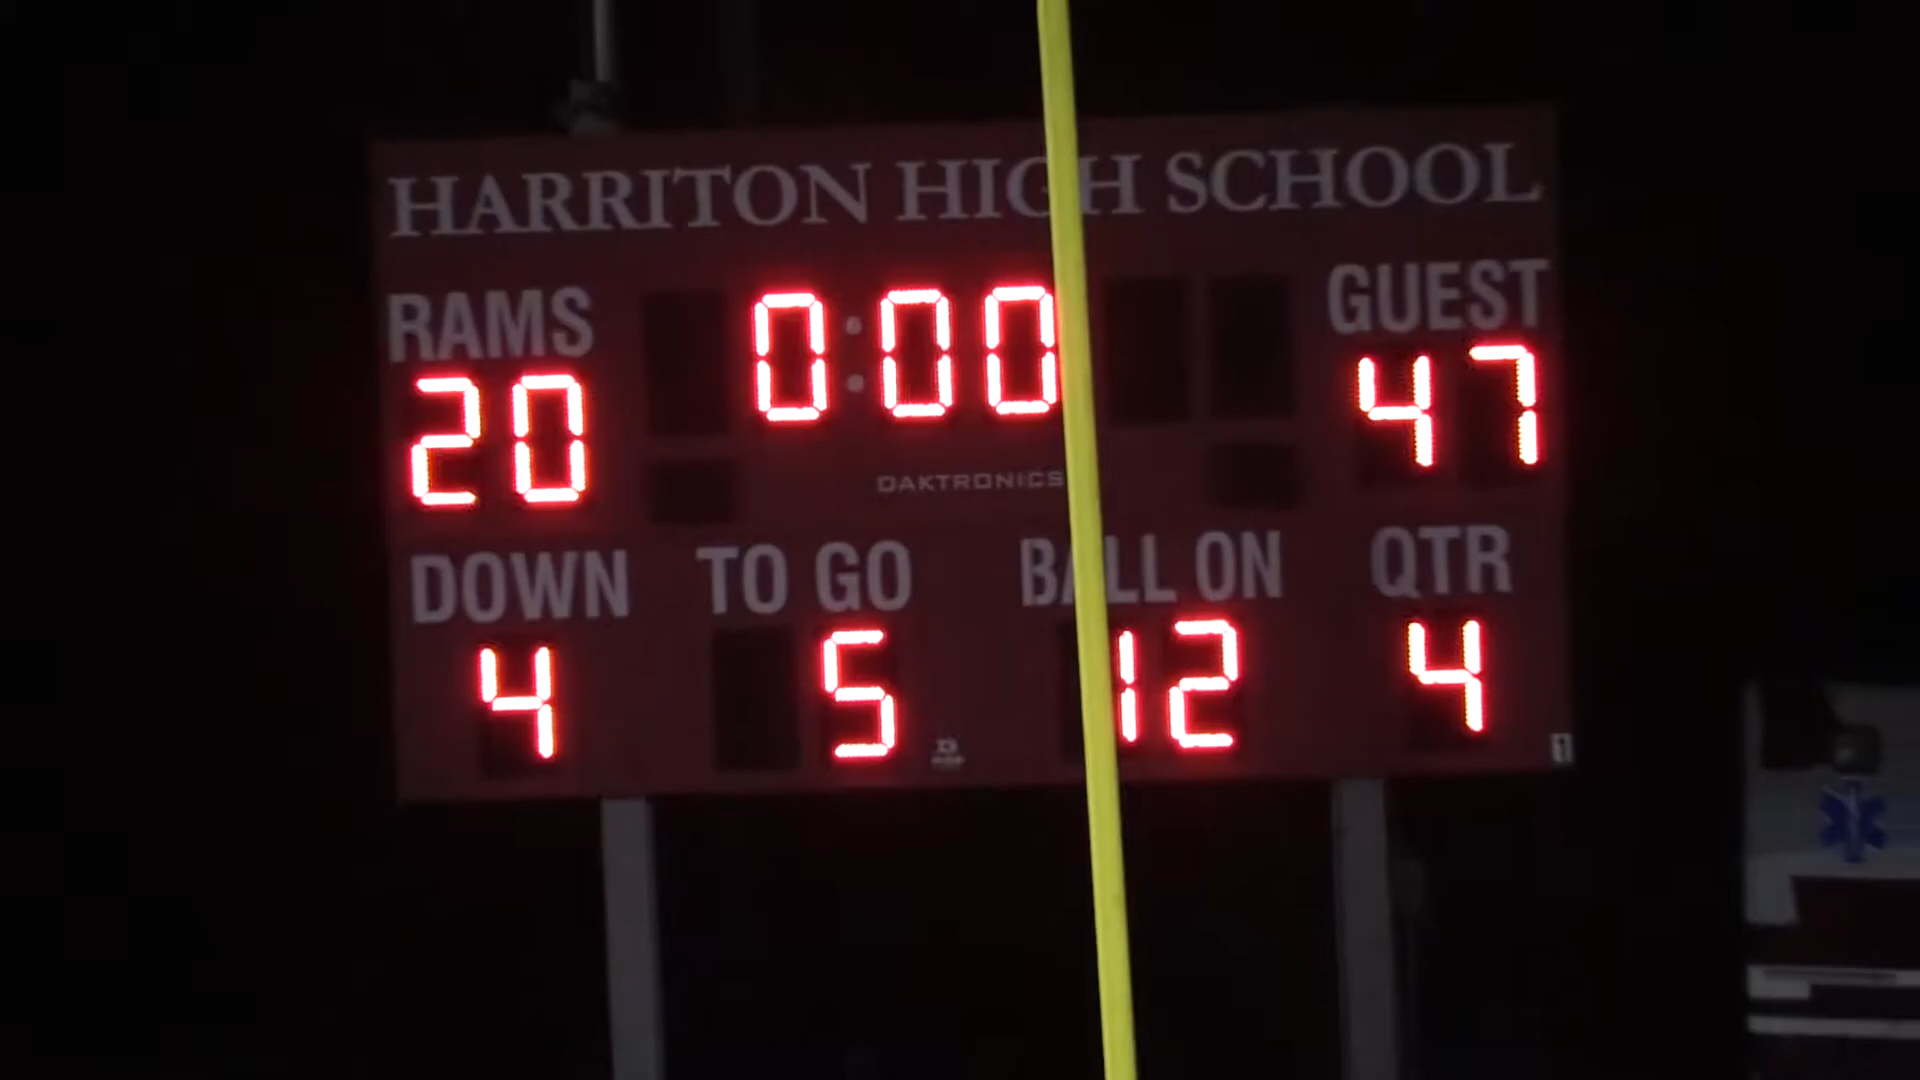 HARRITON HIGH SCHOOL
RAMS 0:00 GUEST
20 47
DAKTRONICS
DOWN TO GO BALL ON QTR
4 5 12 4
1